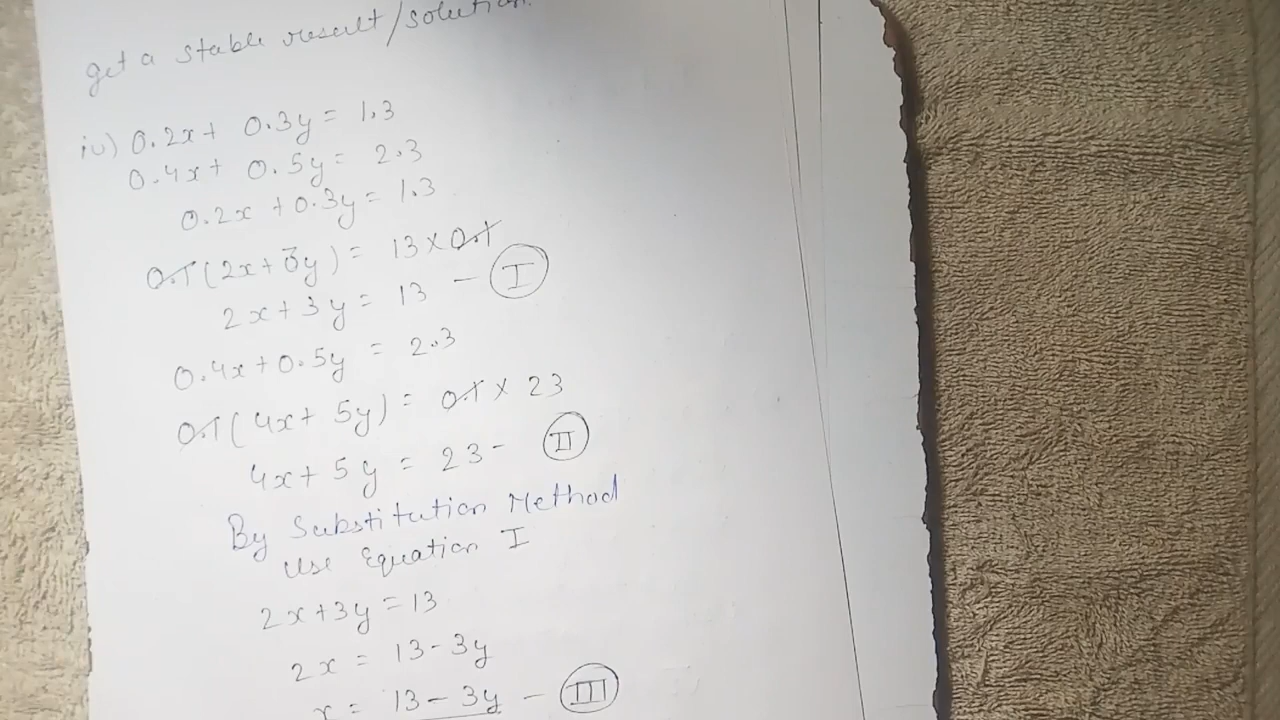 get a stable result/solution.
iv) 0.2x + 0.3y = 1.3
0.4x + 0.5y = 2.3
0.2x + 0.3y = 1.3
0.1(2x + 3y) = 13 × 0.1
2x + 3y = 13 - I
0.4x + 0.5y = 2.3
0.1(4x + 5y) = 0.1 × 23
4x + 5y = 23 - II
By Substitution Method
Use Equation I
2x + 3y = 13
2x = 13 - 3y
x = 13 - 3y - III